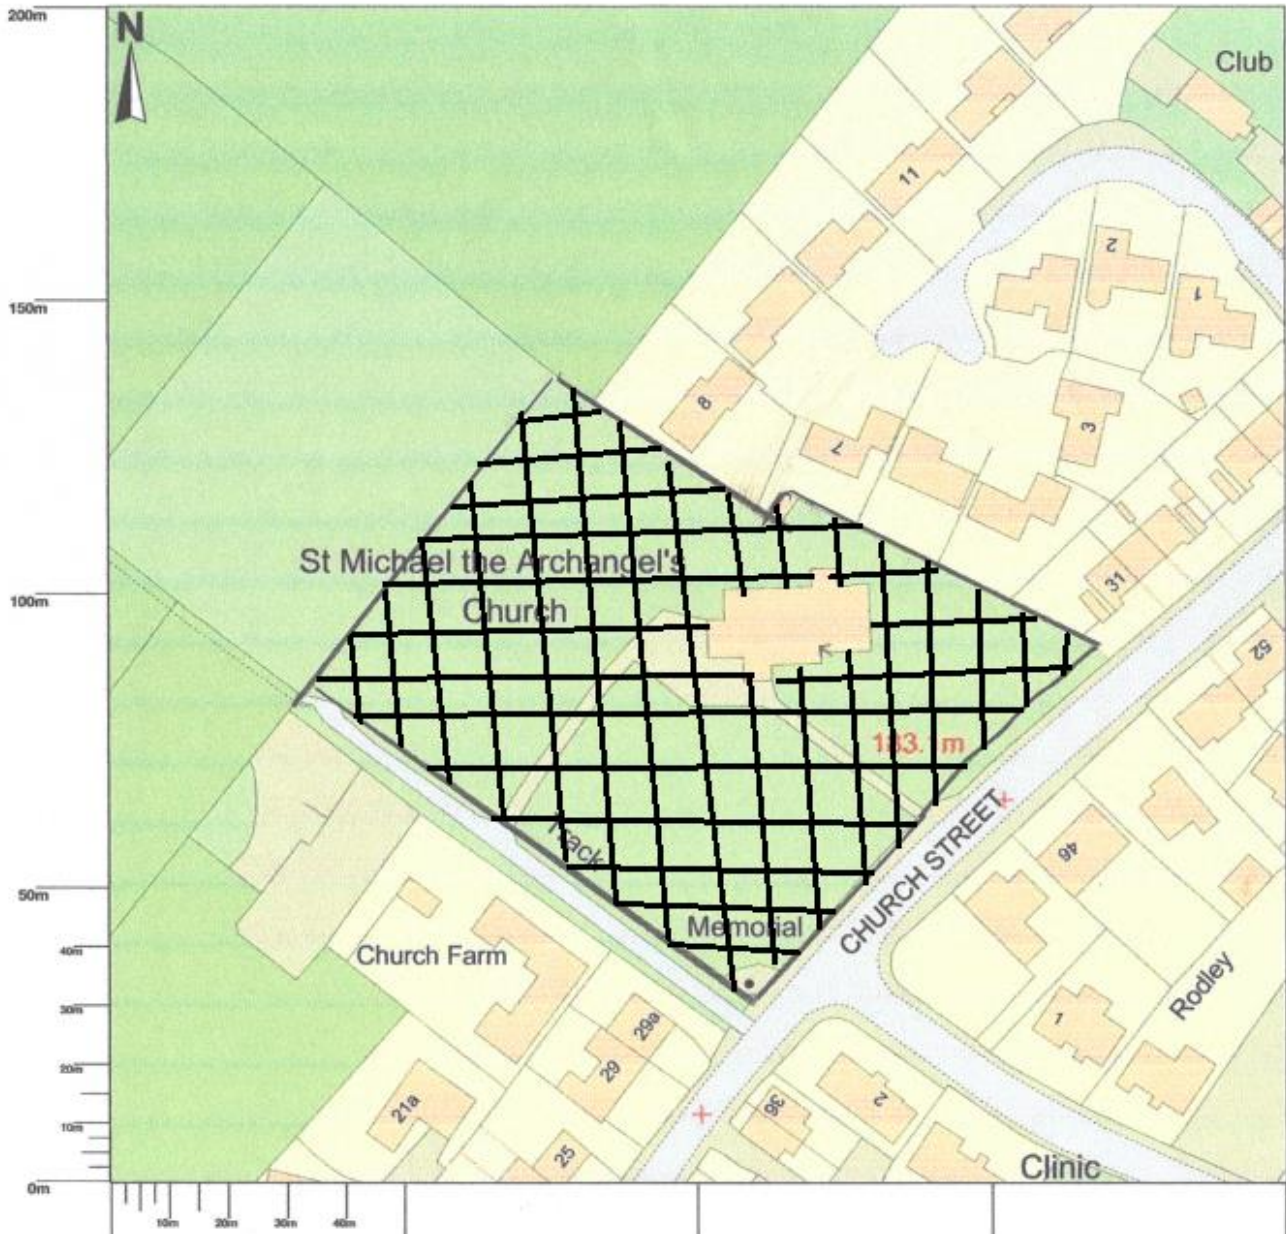 200m
N
Club
11
2
1
150m
8
7
3
St Michael the Archangel's
Church
31
100m
52
183.1m
Track
CHURCH STREET
46
50m
Memorial
40m
Church Farm
Rodley
30m
29a
1
20m
29
2
21a
36
10m
25
Clinic
0m
10m
20m
30m
40m